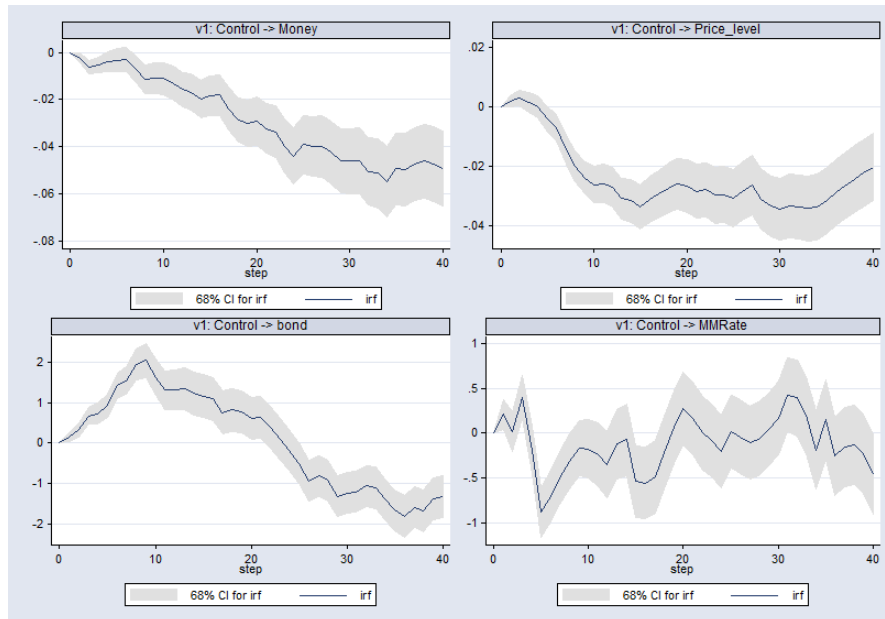 v1: Control -> Money
0
-.02
-.04
-.06
-.08
0
10
20
30
40
step
68% CI for irf
irf
v1: Control -> Price_level
.02
0
-.02
-.04
0
10
20
30
40
step
68% CI for irf
irf
v1: Control -> bond
2
1
0
-1
-2
0
10
20
30
40
step
68% CI for irf
irf
v1: Control -> MMRate
1
.5
0
-.5
-1
0
10
20
30
40
step
68% CI for irf
irf